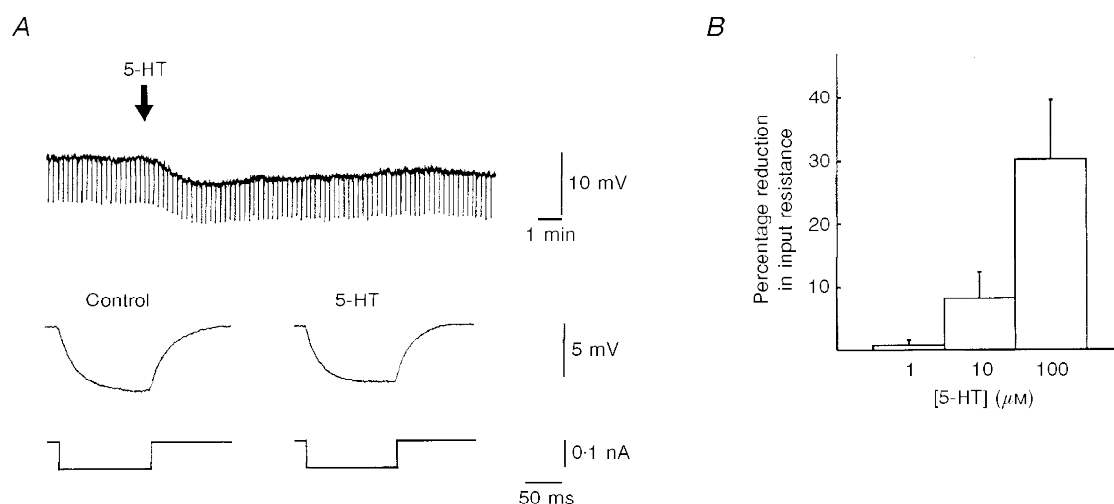 A
5-HT
10 mV
1 min
Control
5-HT
5 mV
0·1 nA
50 ms
B
Percentage reduction
in input resistance
40
30
20
10
1 10 100
[5-HT] (μM)